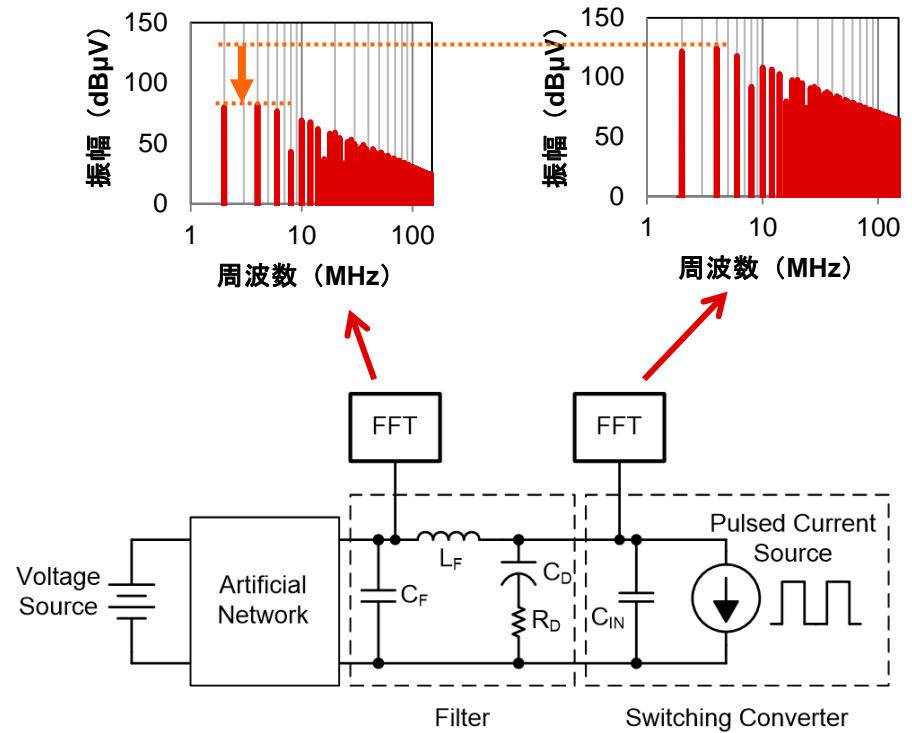 150
100
50
0
振幅（dBµV）
1
10
100
周波数（MHz）
150
100
50
0
振幅（dBµV）
1
10
100
周波数（MHz）
FFT
FFT
Voltage
Source
Artificial
Network
C_F
L_F
C_D
R_D
C_IN
Pulsed Current
Source
Filter
Switching Converter